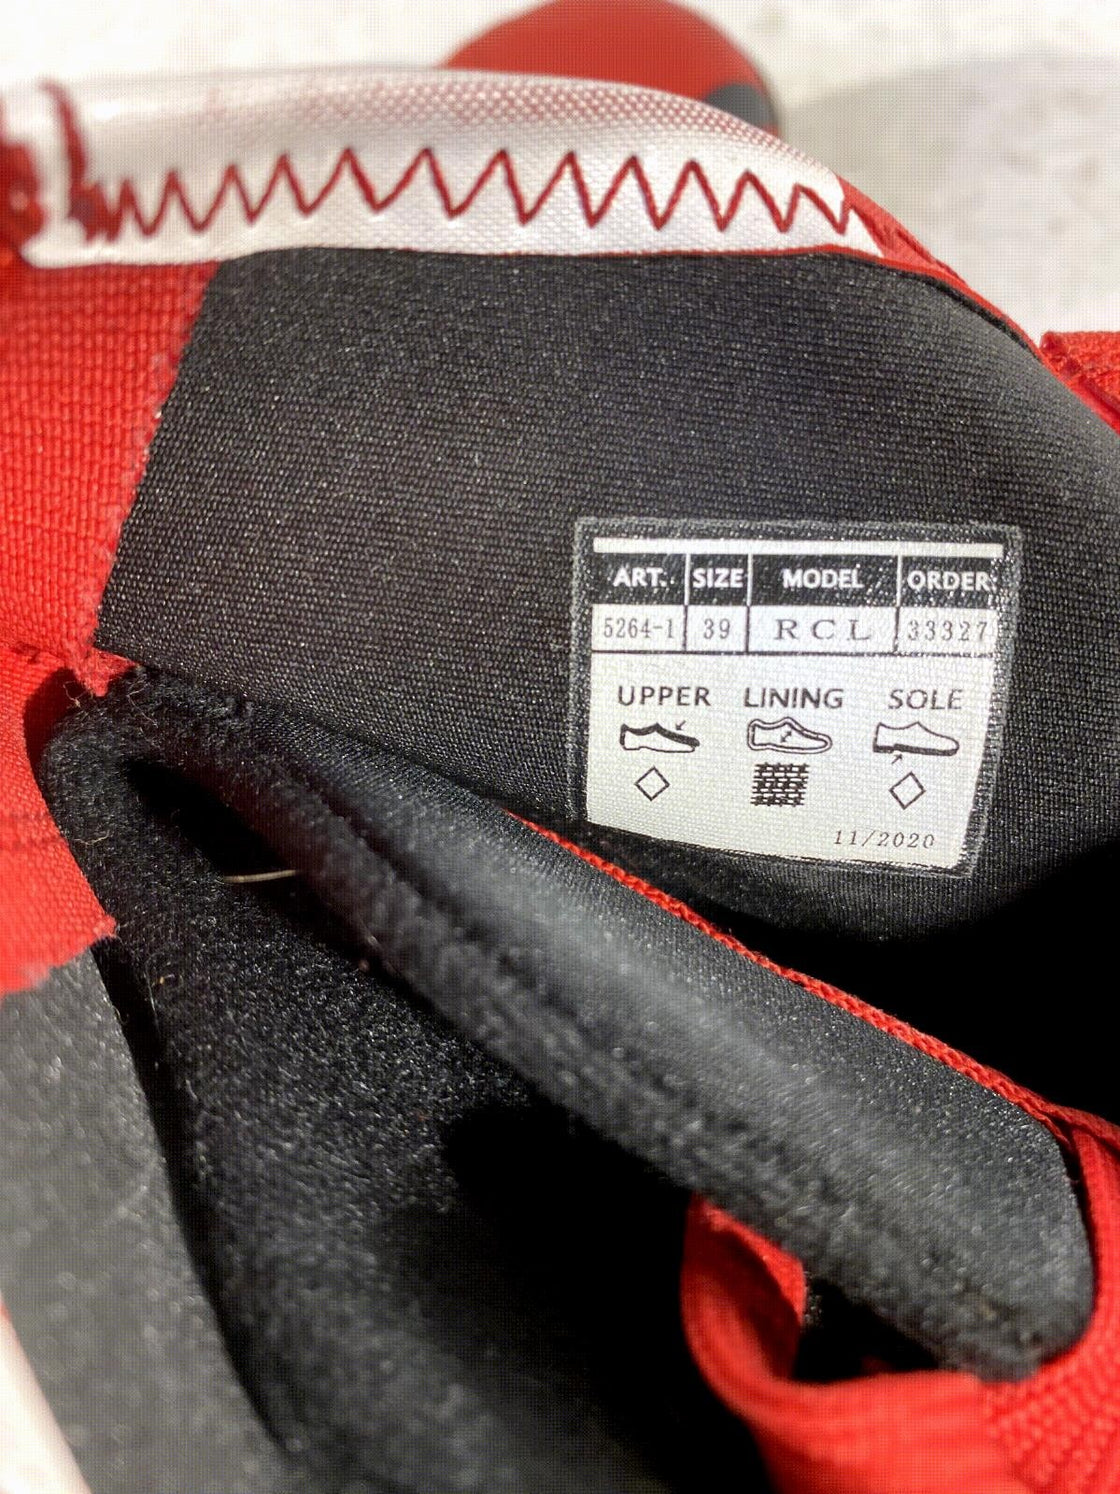 ART. SIZE MODEL ORDER
5264-1 39 RCL 33327
UPPER LINING SOLE
11/2020